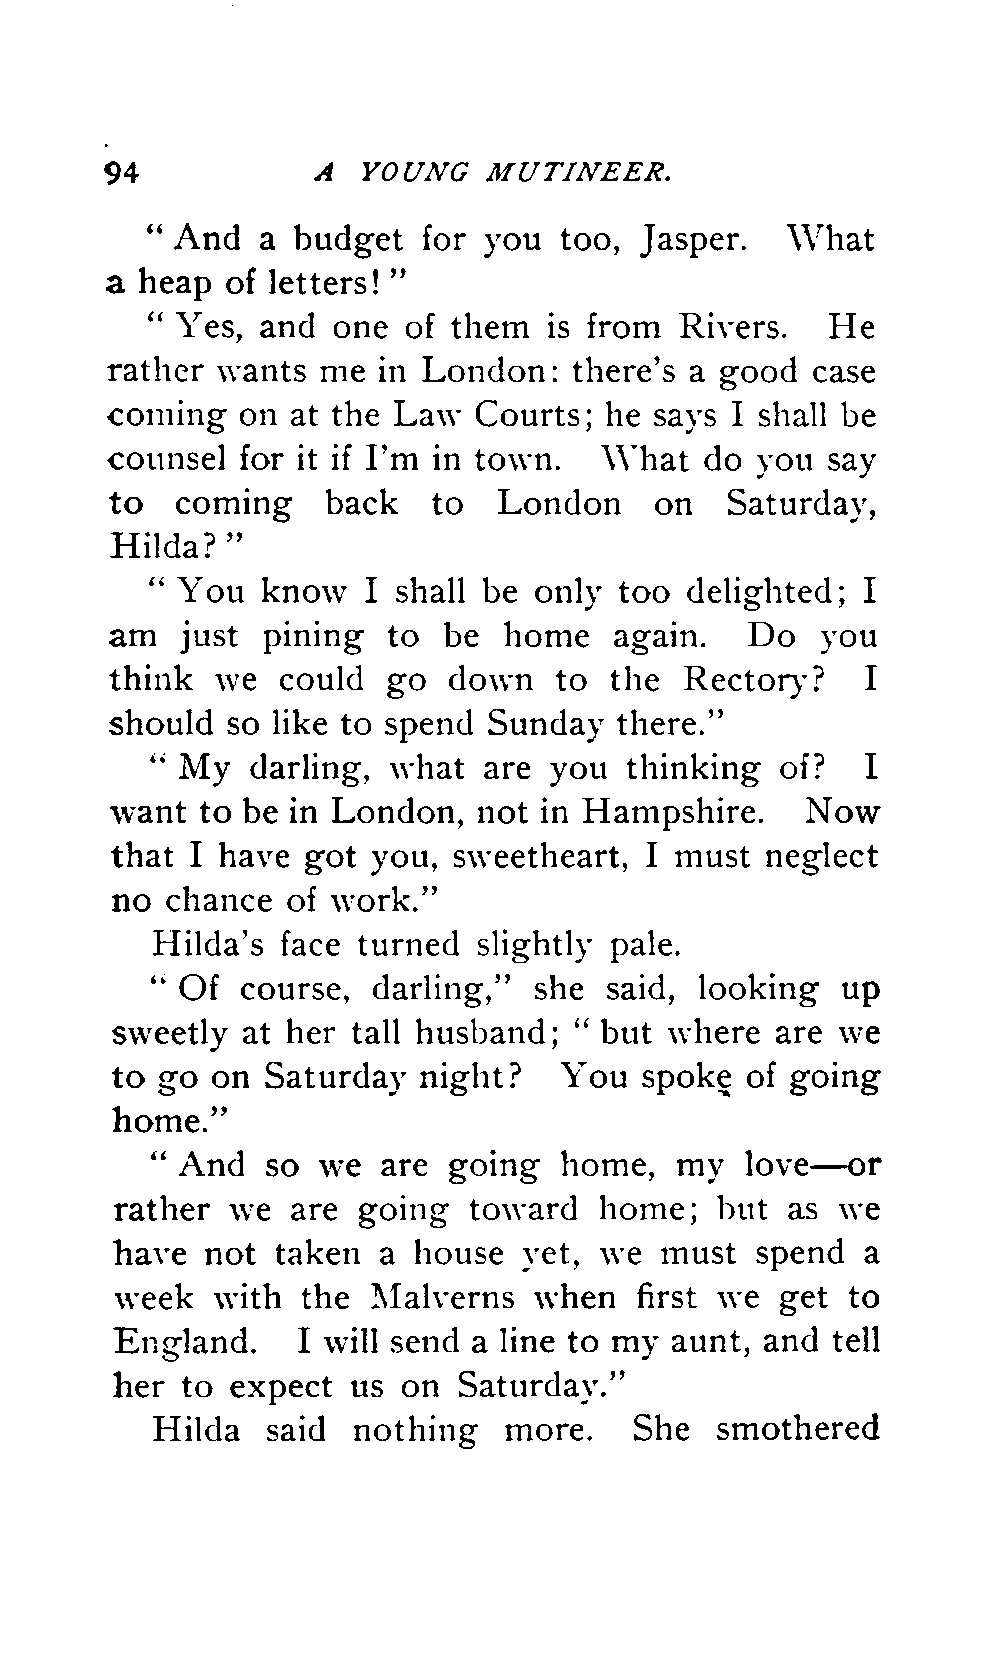 94 A YOUNG MUTINEER.
“ And a budget for you too, Jasper. What
a heap of letters! ”
“ Yes, and one of them is from Rivers. He
rather wants me in London: there’s a good case
coming on at the Law Courts; he says I shall be
counsel for it if I’m in town. What do you say
to coming back to London on Saturday,
Hilda? ”
“ You know I shall be only too delighted; I
am just pining to be home again. Do you
think we could go down to the Rectory? I
should so like to spend Sunday there.”
“ My darling, what are you thinking of? I
want to be in London, not in Hampshire. Now
that I have got you, sweetheart, I must neglect
no chance of work.”
Hilda’s face turned slightly pale.
“ Of course, darling,” she said, looking up
sweetly at her tall husband; “ but where are we
to go on Saturday night? You spoke of going
home.”
“ And so we are going home, my love—or
rather we are going toward home; but as we
have not taken a house yet, we must spend a
week with the Malverns when first we get to
England. I will send a line to my aunt, and tell
her to expect us on Saturday.”
Hilda said nothing more. She smothered